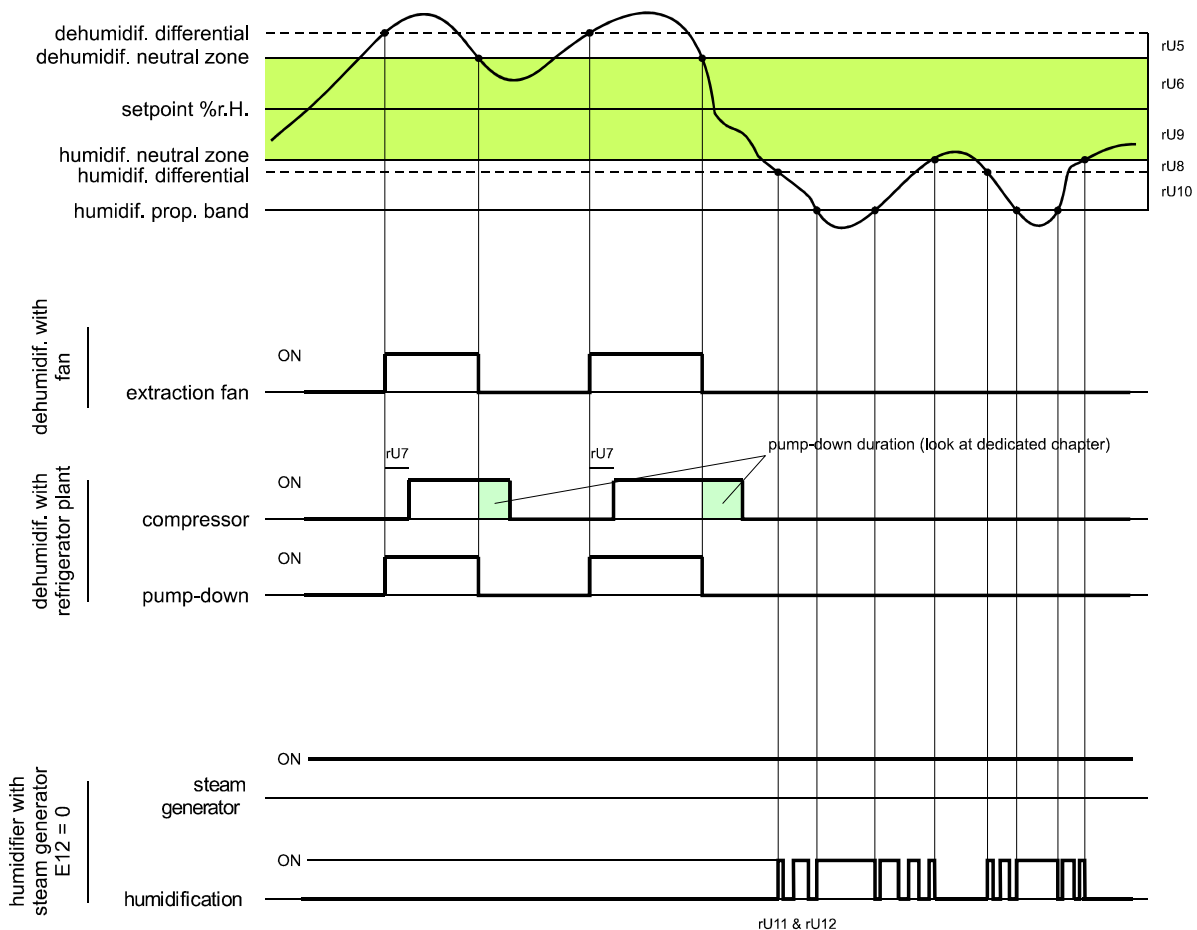 dehumidif. differential
dehumidif. neutral zone
setpoint %r.H.
humidif. neutral zone
humidif. differential
humidif. prop. band
rU5
rU6
rU9
rU8
rU10
dehumidif. with
fan
ON
extraction fan
dehumidif. with
refrigerator plant
rU7
rU7
pump-down duration (look at dedicated chapter)
ON
compressor
ON
pump-down
humidifier with
steam generator
E12 = 0
ON
steam
generator
ON
humidification
rU11 & rU12